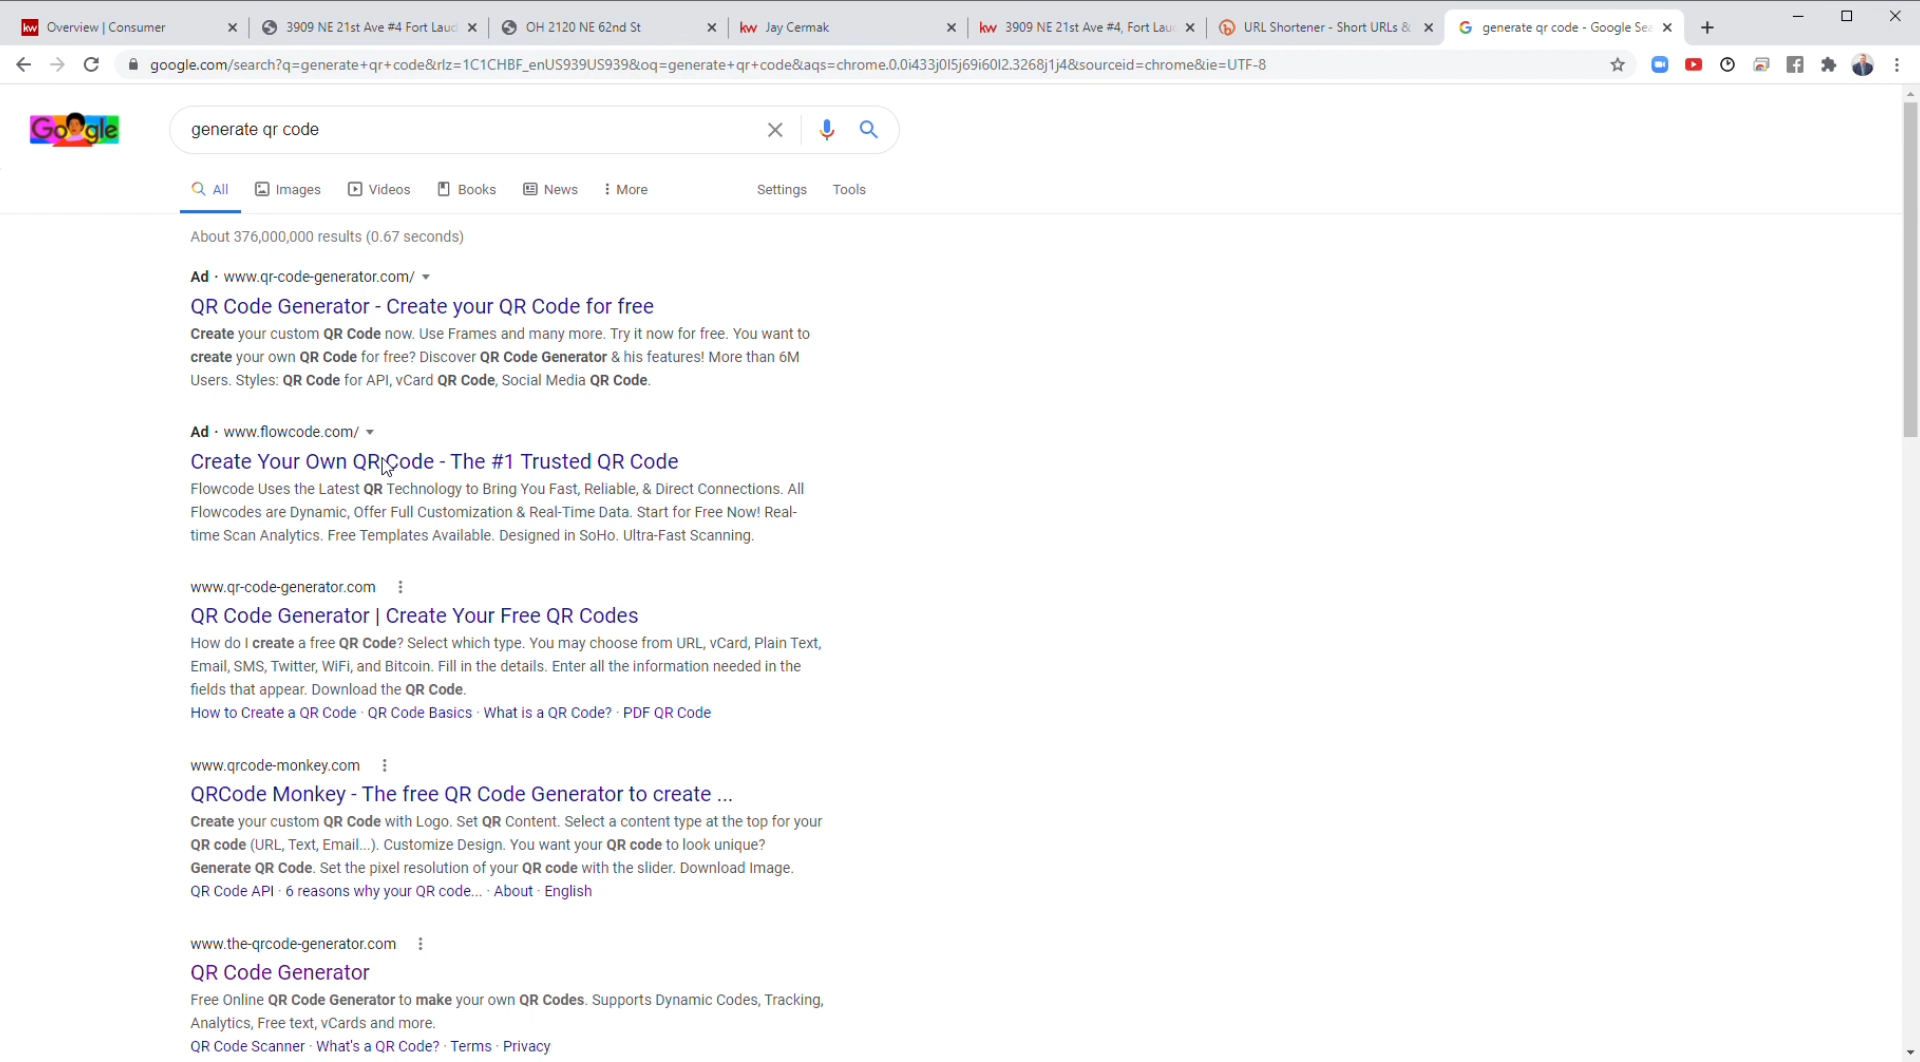 Overview | Consumer
3909 NE 21st Ave #4 Fort Laud
OH 2120 NE 62nd St
kw Jay Cermak
kw 3909 NE 21st Ave #4, Fort Lau
URL Shortener - Short URLs &
generate qr code - Google Sea
google.com/search?q=generate+qr+code&rlz=1C1CHBF_enUS939US939&oq=generate+qr+code&aqs=chrome.0.0i433j0l5j69i60l2.3268j1j4&sourceid=chrome&ie=UTF-8
Google
generate qr code
All
Images
Videos
Books
News
More
Settings
Tools
About 376,000,000 results (0.67 seconds)
Ad · www.qr-code-generator.com/
QR Code Generator - Create your QR Code for free
Create your custom QR Code now. Use Frames and many more. Try it now for free. You want to
create your own QR Code for free? Discover QR Code Generator & his features! More than 6M
Users. Styles: QR Code for API, vCard QR Code, Social Media QR Code.
Ad · www.flowcode.com/
Create Your Own QR Code - The #1 Trusted QR Code
Flowcode Uses the Latest QR Technology to Bring You Fast, Reliable, & Direct Connections. All
Flowcodes are Dynamic, Offer Full Customization & Real-Time Data. Start for Free Now! Real-
time Scan Analytics. Free Templates Available. Designed in SoHo. Ultra-Fast Scanning.
www.qr-code-generator.com
QR Code Generator | Create Your Free QR Codes
How do I create a free QR Code? Select which type. You may choose from URL, vCard, Plain Text,
Email, SMS, Twitter, WiFi, and Bitcoin. Fill in the details. Enter all the information needed in the
fields that appear. Download the QR Code.
How to Create a QR Code · QR Code Basics · What is a QR Code? · PDF QR Code
www.qrcode-monkey.com
QRCode Monkey - The free QR Code Generator to create ...
Create your custom QR Code with Logo. Set QR Content. Select a content type at the top for your
QR code (URL, Text, Email...). Customize Design. You want your QR code to look unique?
Generate QR Code. Set the pixel resolution of your QR code with the slider. Download Image.
QR Code API · 6 reasons why your QR code... · About · English
www.the-qrcode-generator.com
QR Code Generator
Free Online QR Code Generator to make your own QR Codes. Supports Dynamic Codes, Tracking,
Analytics, Free text, vCards and more.
QR Code Scanner · What's a QR Code? · Terms · Privacy